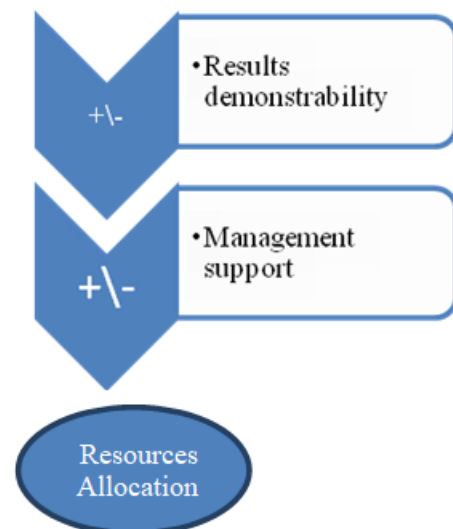 +\-
•Results
demonstrability
+\-
•Management
support
Resources
Allocation